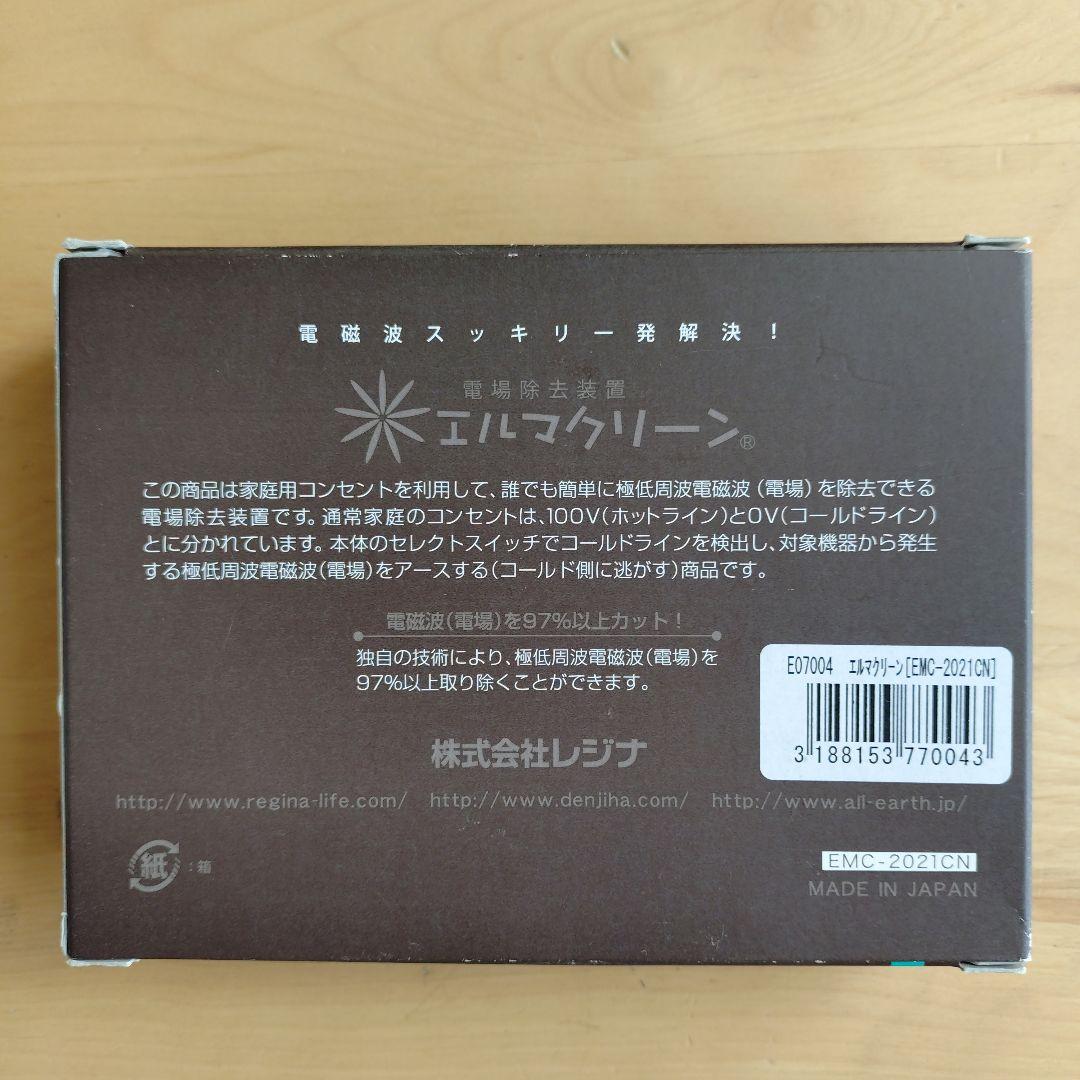 電磁波スッキリ一発解決!
電場除去装置
エルマクリーン®
この商品は家庭用コンセントを利用して、誰でも簡単に極低周波電磁波(電場)を除去できる
電場除去装置です。通常家庭のコンセントは、100V(ホットライン)と0V(コールドライン)
とに分かれています。本体のセレクトスイッチでコールドラインを検出し、対象機器から発生
する極低周波電磁波(電場)をアースする(コールド側に逃がす)商品です。
電磁波(電場)を97%以上カット!
独自の技術により、極低周波電磁波(電場)を
97%以上取り除くことができます。
E07004 エルマクリーン[EMC-2021CN]
3 188153 770043
株式会社レジナ
http://www.regina-life.com/ http://www.denjiha.com/ http://www.all-earth.jp/
紙 :箱
EMC-2021CN
MADE IN JAPAN